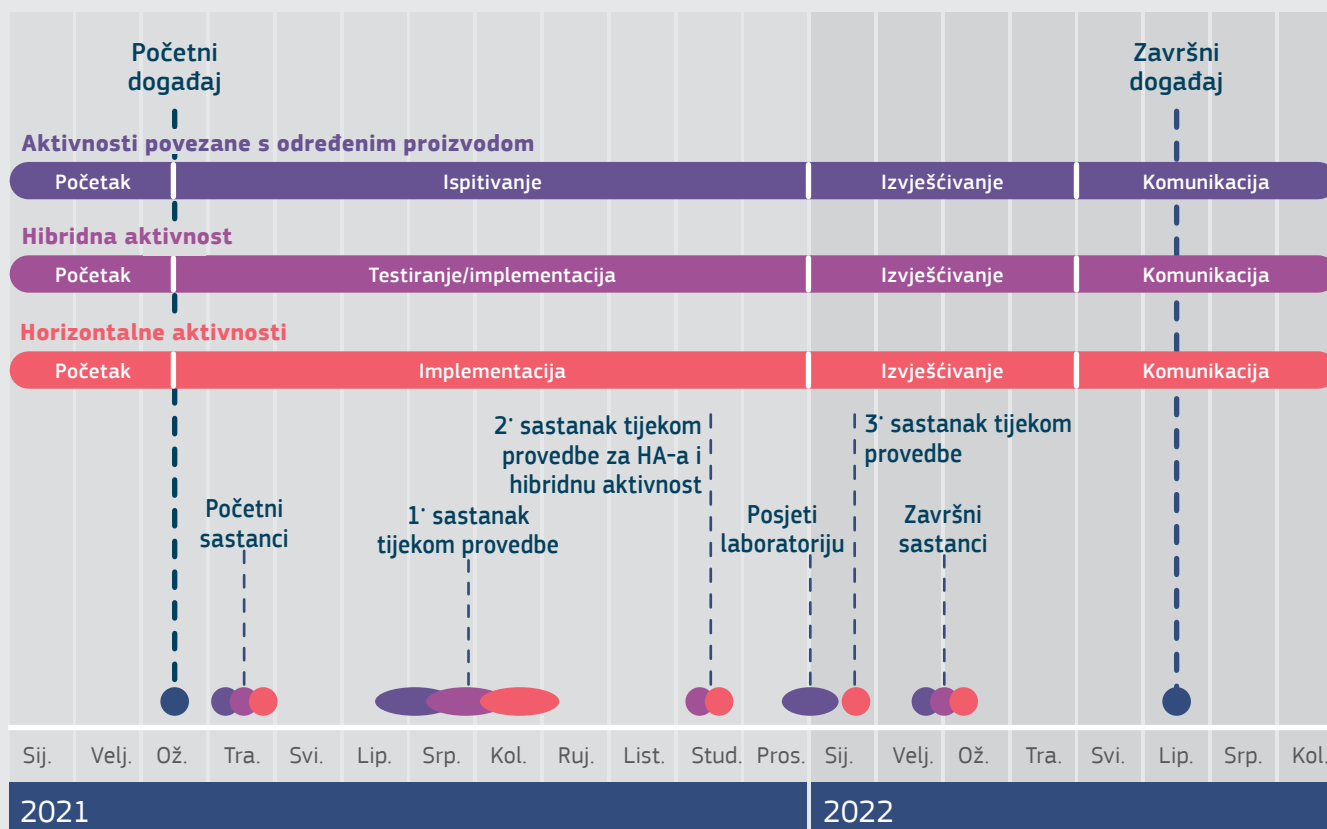 Početni
događaj
Završni
događaj
Aktivnosti povezane s određenim proizvodom
Početak
Ispitivanje
Izvješćivanje
Komunikacija
Hibridna aktivnost
Početak
Testiranje/implementacija
Izvješćivanje
Komunikacija
Horizontalne aktivnosti
Početak
Implementacija
Izvješćivanje
Komunikacija
Početni
sastanci
1. sastanak
tijekom provedbe
2. sastanak tijekom
provedbe za HA-a i
hibridnu aktivnost
Posjeti
laboratoriju
3. sastanak tijekom
provedbe
Završni
sastanci
Sij. Velj. Ož. Tra. Svi. Lip. Srp. Kol. Ruj. List. Stud. Pros. Sij. Velj. Ož. Tra. Svi. Lip. Srp. Kol.
2021 2022